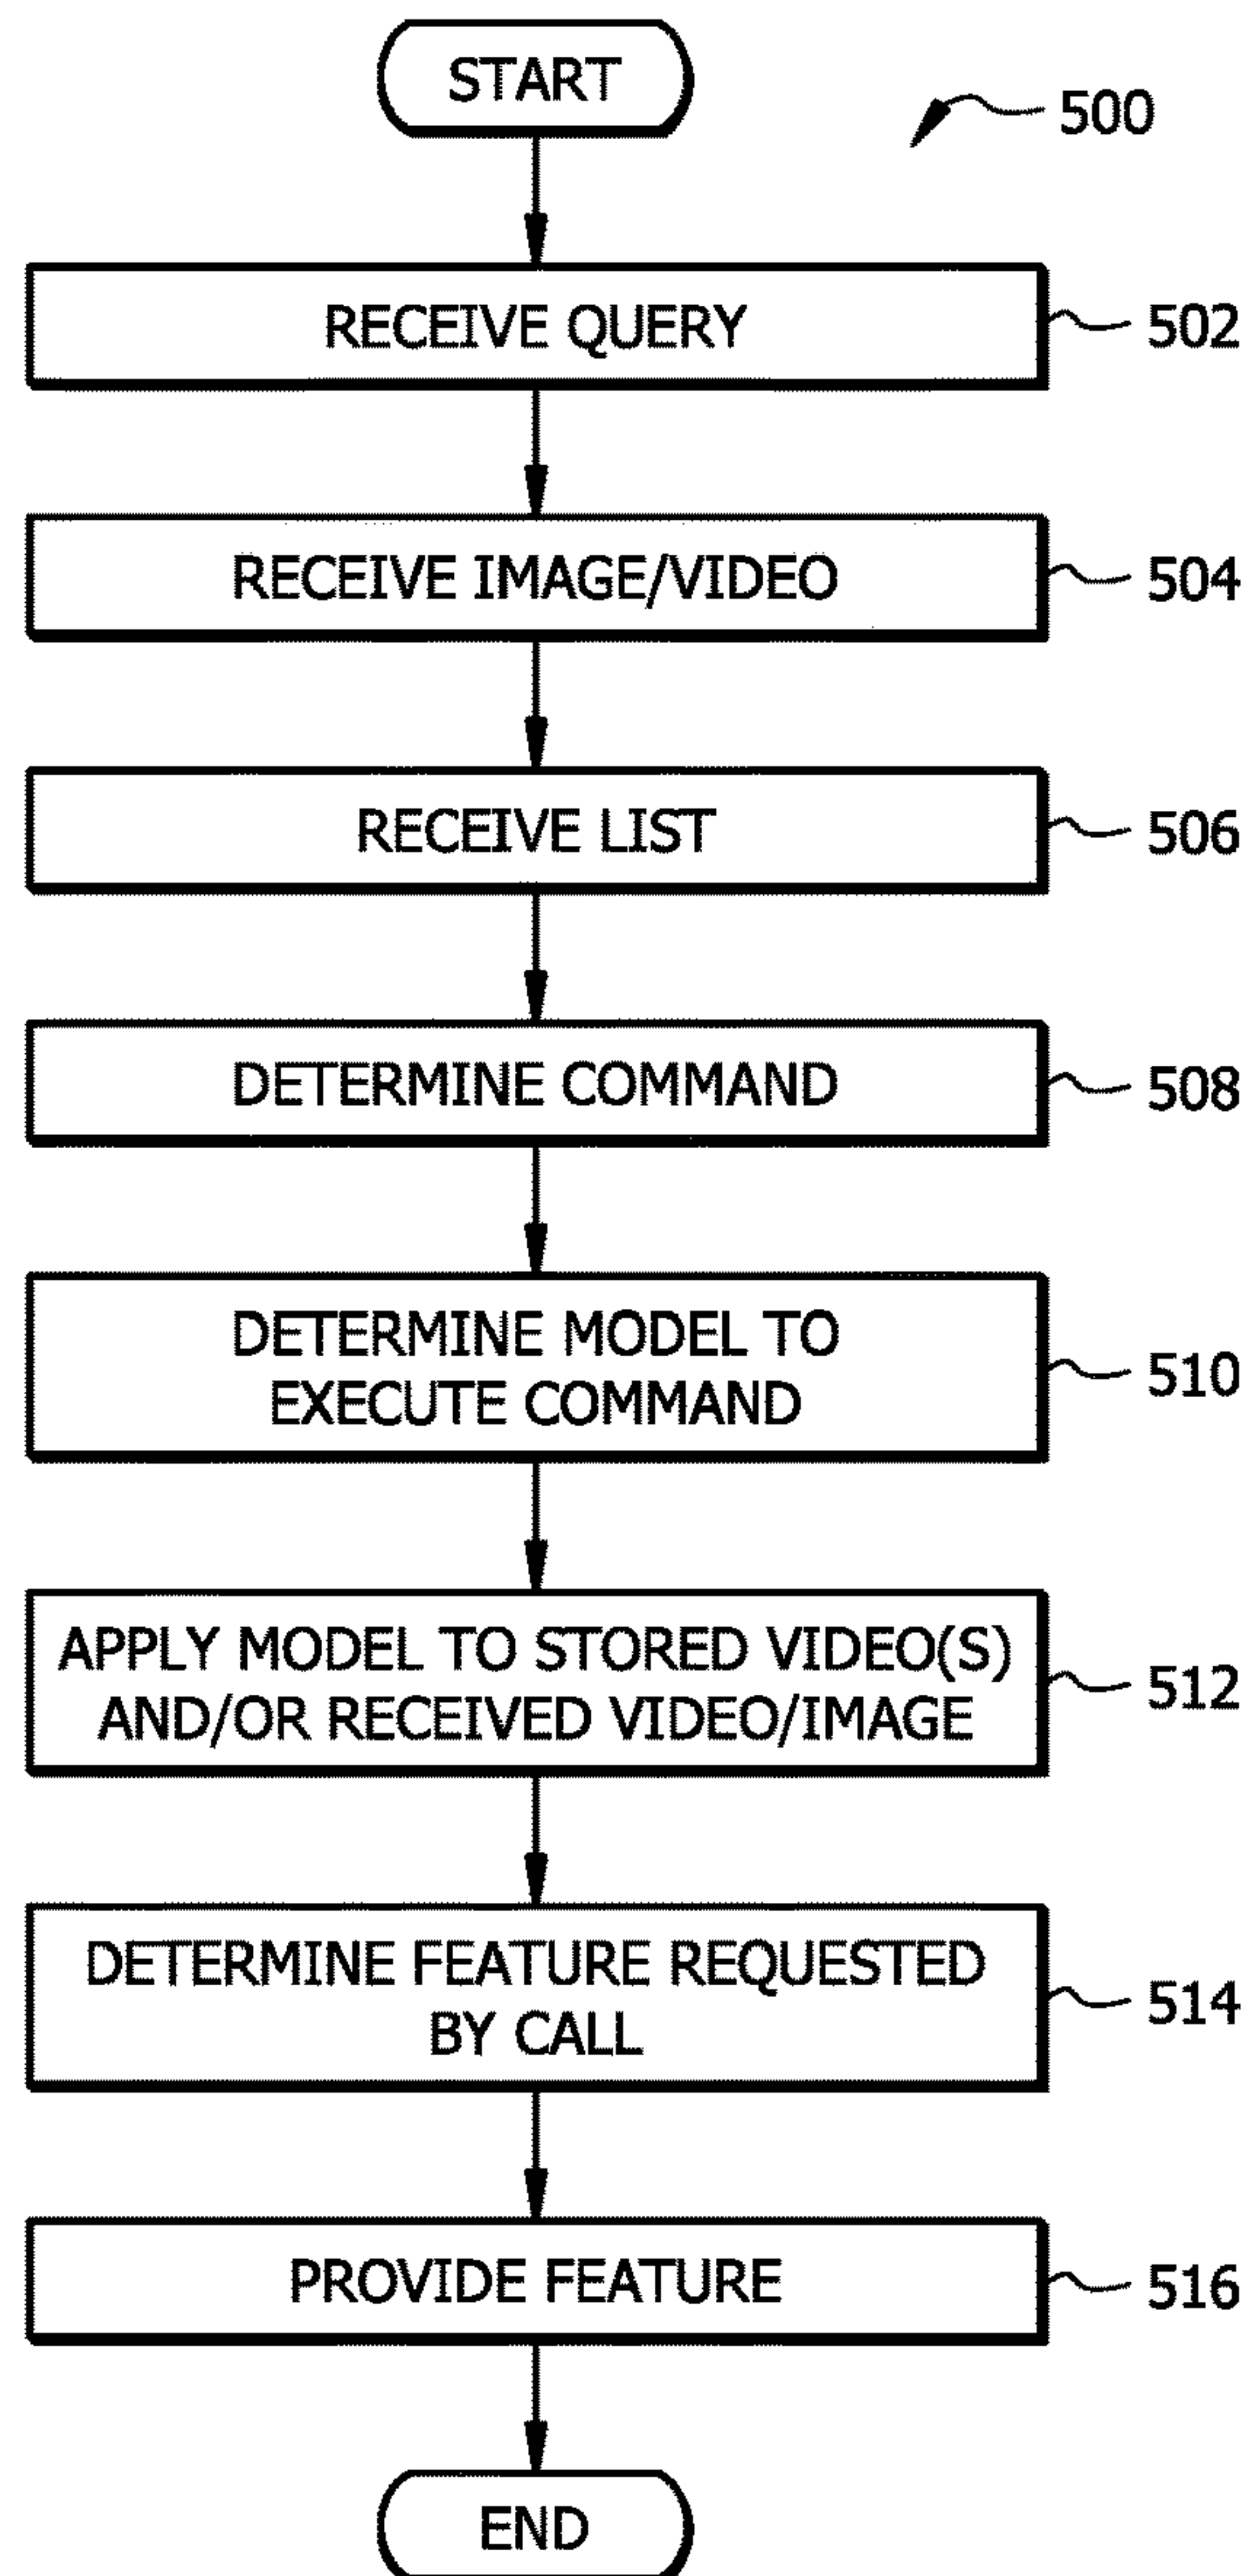 START
500
RECEIVE QUERY
502
RECEIVE IMAGE/VIDEO
504
RECEIVE LIST
506
DETERMINE COMMAND
508
DETERMINE MODEL TO
EXECUTE COMMAND
510
APPLY MODEL TO STORED VIDEO(S)
AND/OR RECEIVED VIDEO/IMAGE
512
DETERMINE FEATURE REQUESTED
BY CALL
514
PROVIDE FEATURE
516
END